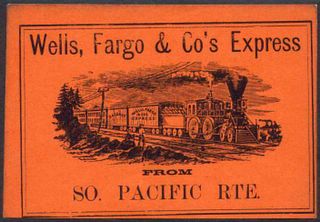 Wells, Fargo & Co's Express
FROM
SO. PACIFIC RTE.